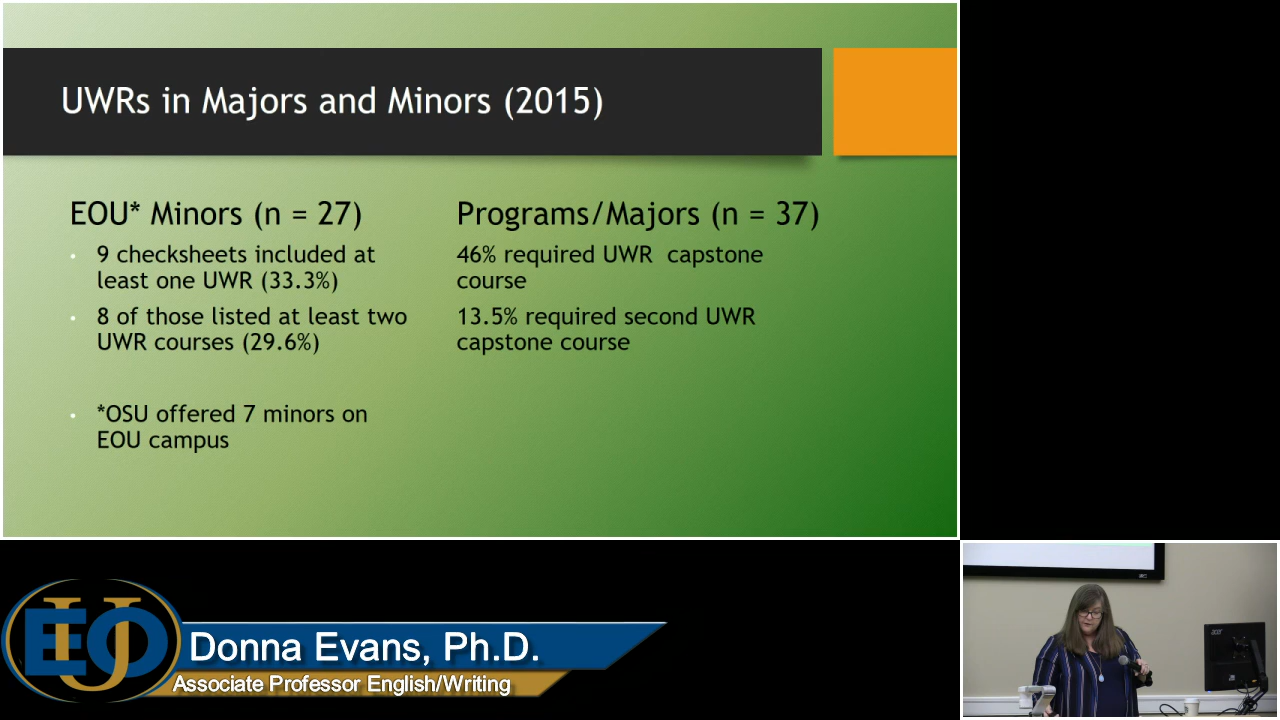 UWRs in Majors and Minors (2015)
EOU* Minors (n = 27)
• 9 checksheets included at
least one UWR (33.3%)
• 8 of those listed at least two
UWR courses (29.6%)
• *OSU offered 7 minors on
EOU campus
Programs/Majors (n = 37)
46% required UWR  capstone
course
13.5% required second UWR
capstone course
EOU
Donna Evans, Ph.D.
Associate Professor English/Writing
acer